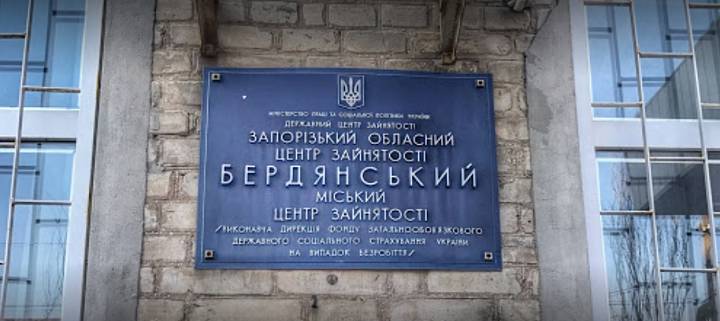 МІНІСТЕРСТВО ПРАЦІ ТА СОЦІАЛЬНОЇ ПОЛІТИКИ УКРАЇНИ
ДЕРЖАВНИЙ ЦЕНТР ЗАЙНЯТОСТІ
ЗАПОРІЗЬКИЙ ОБЛАСНИЙ
ЦЕНТР ЗАЙНЯТОСТІ
БЕРДЯНСЬКИЙ
МІСЬКИЙ
ЦЕНТР ЗАЙНЯТОСТІ
/ВИКОНАВЧА ДИРЕКЦІЯ ФОНДУ ЗАГАЛЬНООБОВ'ЯЗКОВОГО
ДЕРЖАВНОГО СОЦІАЛЬНОГО СТРАХУВАННЯ УКРАЇНИ
НА ВИПАДОК БЕЗРОБІТТЯ/